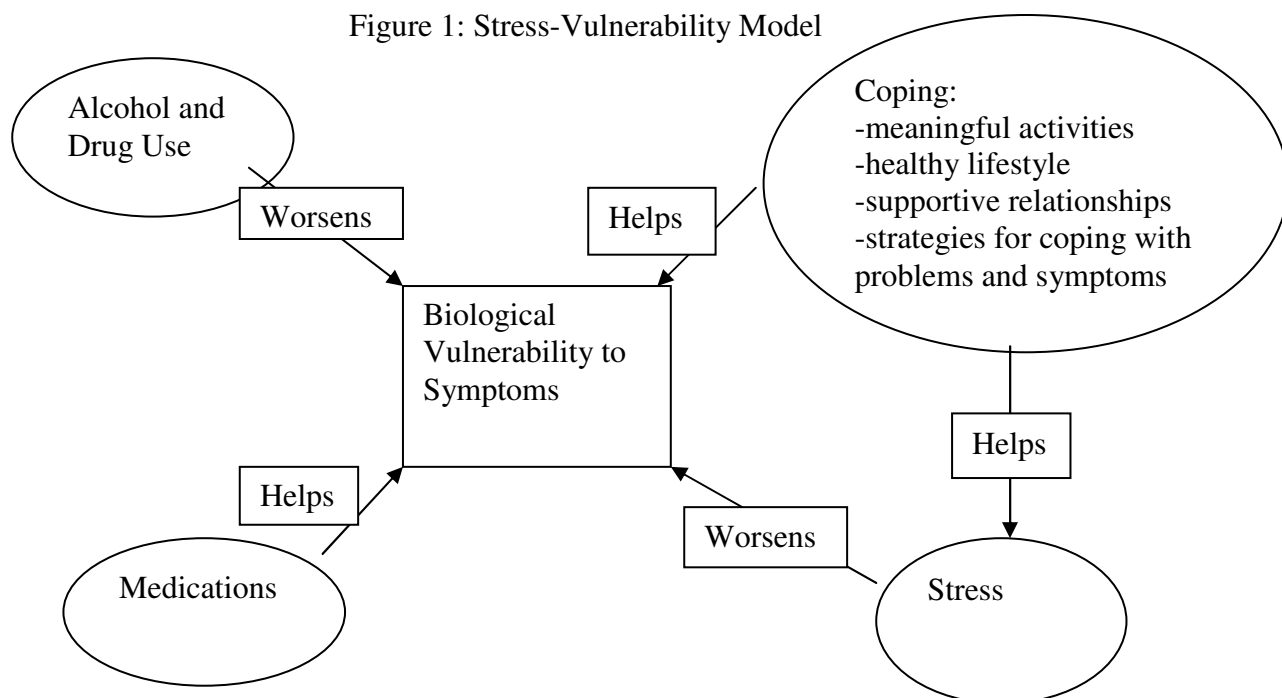 Figure 1: Stress-Vulnerability Model
Alcohol and
Drug Use
Worsens
Coping:
-meaningful activities
-healthy lifestyle
-supportive relationships
-strategies for coping with
problems and symptoms
Helps
Biological
Vulnerability to
Symptoms
Helps
Helps
Medications
Worsens
Stress